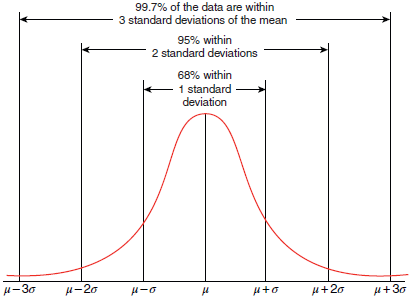 99.7% of the data are within
3 standard deviations of the mean
95% within
2 standard deviations
68% within
1 standard
deviation
μ−3σ μ−2σ μ−σ μ μ+σ μ+2σ μ+3σ